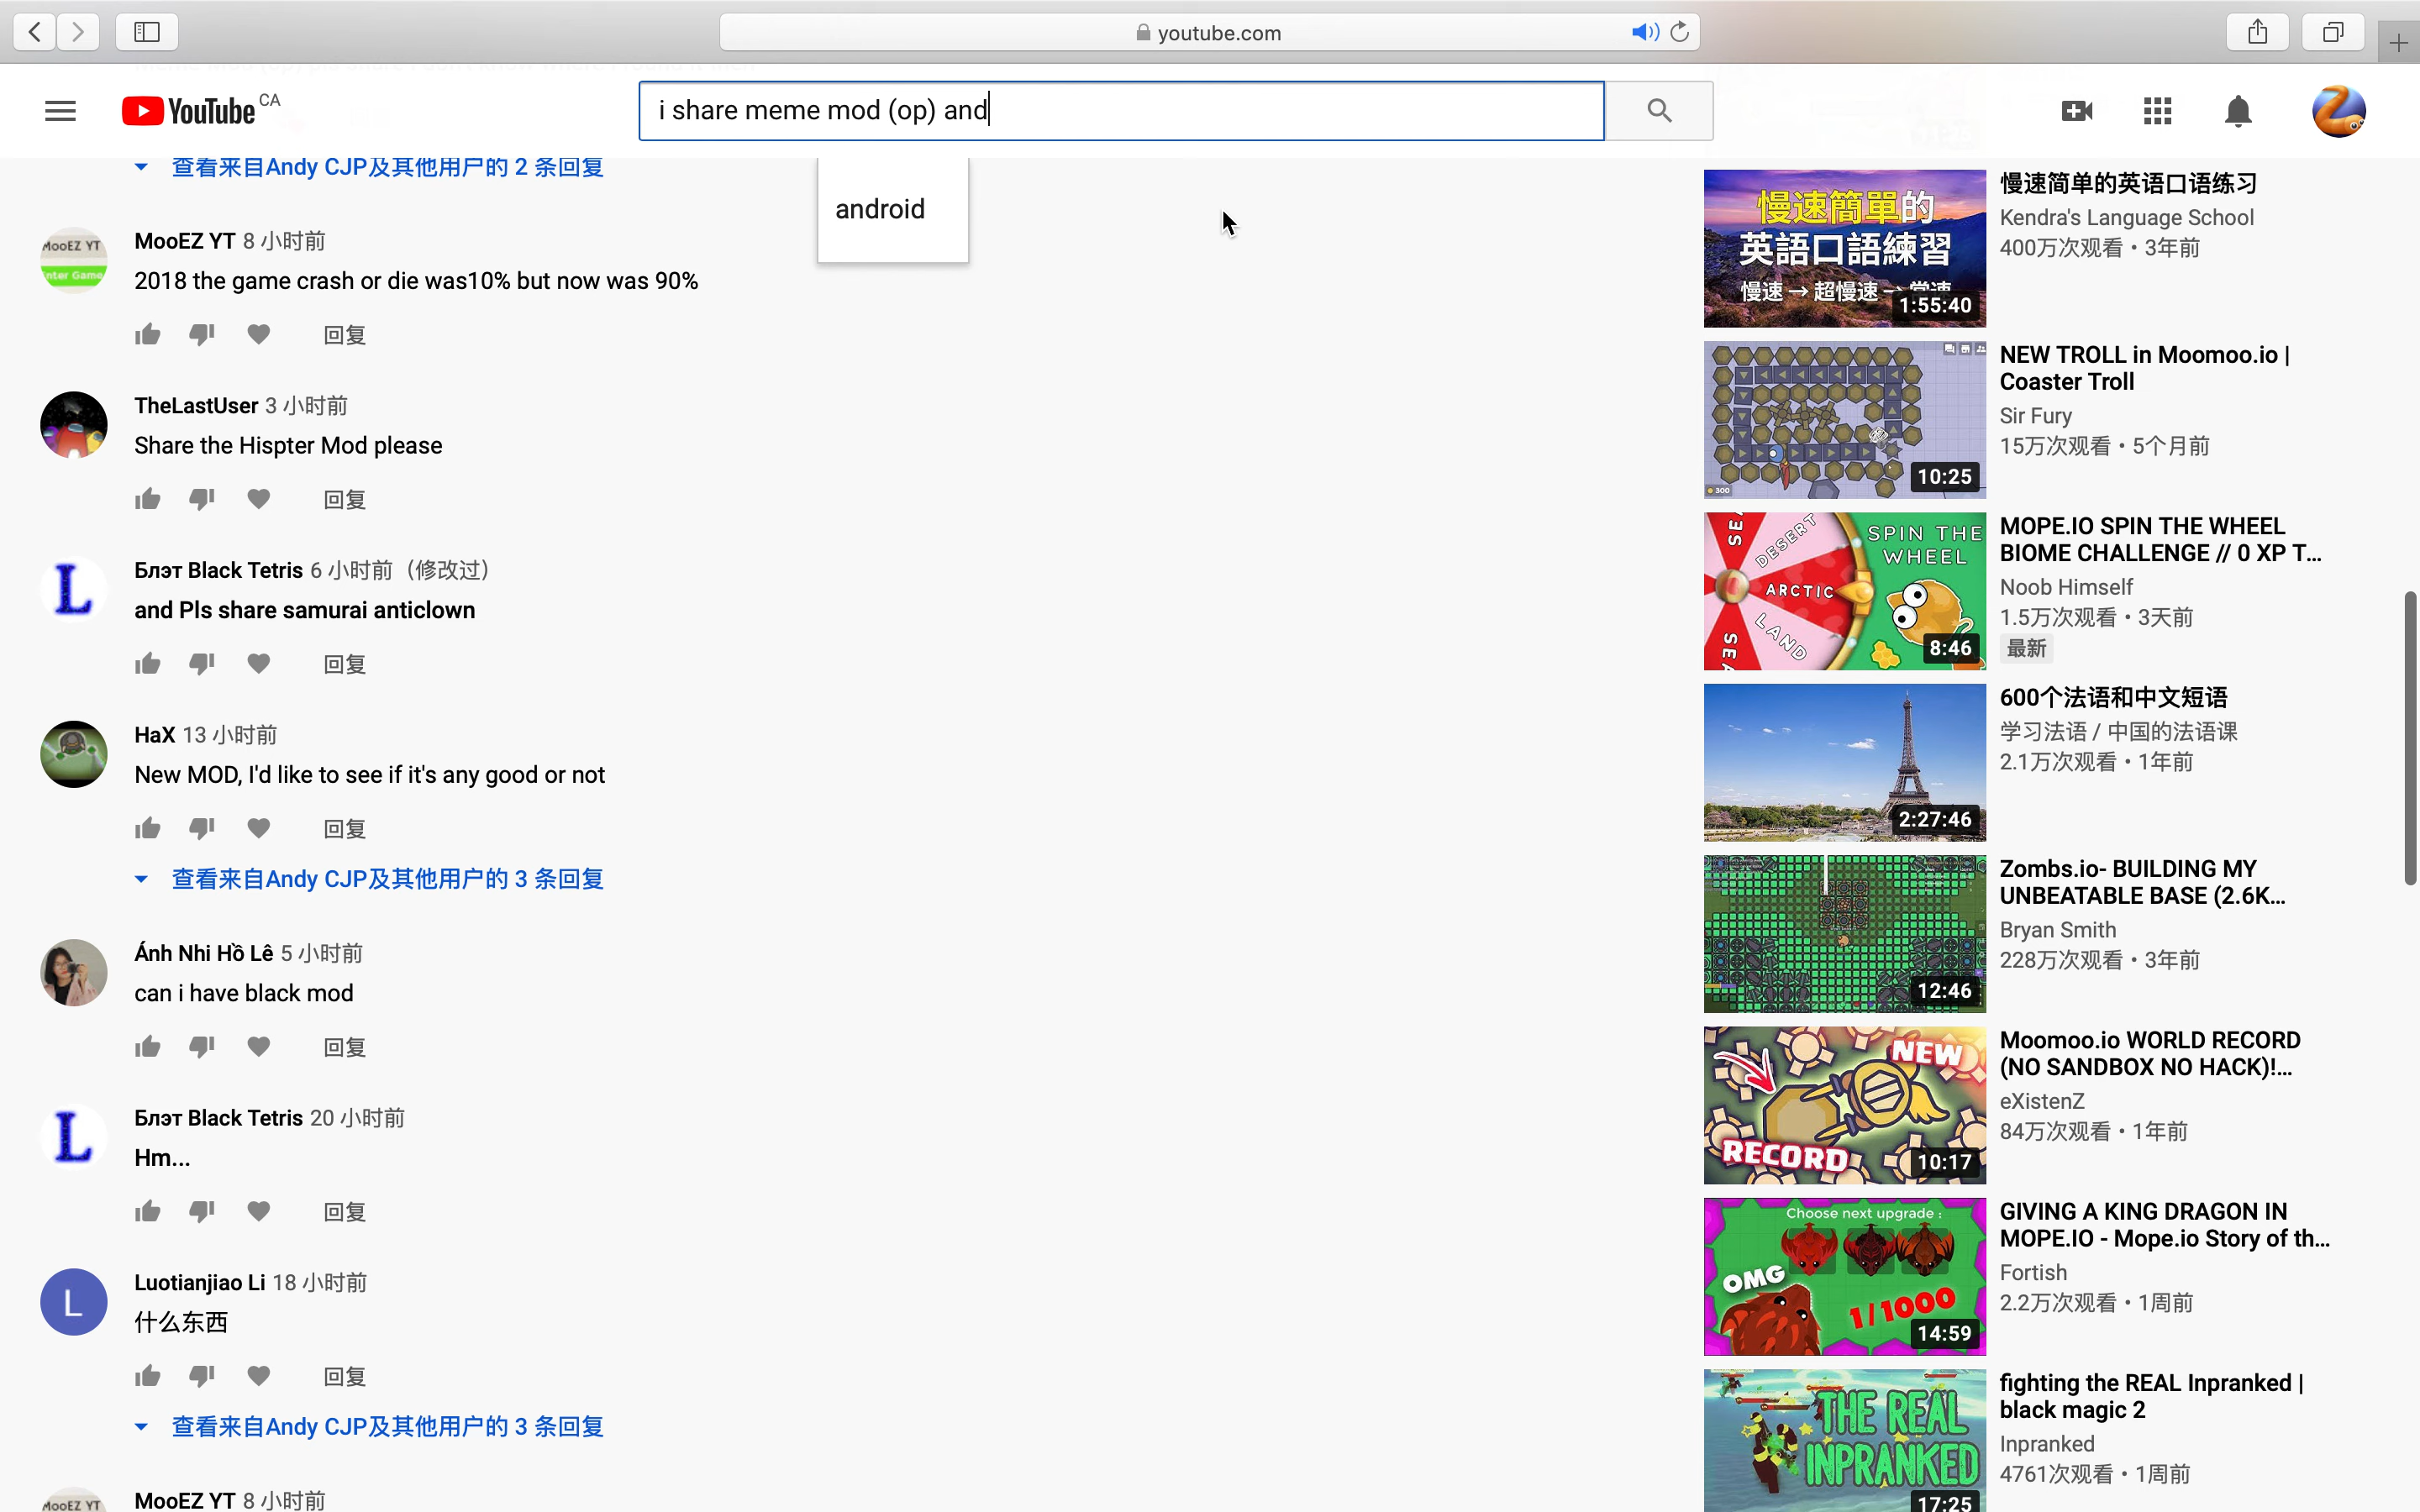 youtube.com
YouTube CA
i share meme mod (op) and
android
查看来自Andy CJP及其他用户的 2 条回复
MooEZ YT
Enter Game
MooEZ YT 8 小时前
2018 the game crash or die was10% but now was 90%
回复
TheLastUser 3 小时前
Share the Hispter Mod please
回复
L
Блэт Black Tetris 6 小时前（修改过）
and Pls share samurai anticlown
回复
HaX 13 小时前
New MOD, I'd like to see if it's any good or not
回复
查看来自Andy CJP及其他用户的 3 条回复
Ánh Nhi Hồ Lê 5 小时前
can i have black mod
回复
L
Блэт Black Tetris 20 小时前
Hm...
回复
L
Luotianjiao Li 18 小时前
什么东西
回复
查看来自Andy CJP及其他用户的 3 条回复
MooEZ YT
MooEZ YT 8 小时前
慢速簡單的
英語口語練習
慢速→超慢速→常速
1:55:40
慢速简单的英语口语练习
Kendra's Language School
400万次观看 • 3年前
300
10:25
NEW TROLL in Moomoo.io |
Coaster Troll
Sir Fury
15万次观看 • 5个月前
DESERT
ARCTIC
LAND
SPIN THE
WHEEL
8:46
MOPE.IO SPIN THE WHEEL
BIOME CHALLENGE // 0 XP T...
Noob Himself
1.5万次观看 • 3天前
最新
2:27:46
600个法语和中文短语
学习法语 / 中国的法语课
2.1万次观看 • 1年前
12:46
Zombs.io- BUILDING MY
UNBEATABLE BASE (2.6K...
Bryan Smith
228万次观看 • 3年前
NEW
RECORD
10:17
Moomoo.io WORLD RECORD
(NO SANDBOX NO HACK)!...
eXistenZ
84万次观看 • 1年前
Choose next upgrade :
OMG
1/1000
14:59
GIVING A KING DRAGON IN
MOPE.IO - Mope.io Story of th...
Fortish
2.2万次观看 • 1周前
THE REAL
INPRANKED
17:25
fighting the REAL Inpranked |
black magic 2
Inpranked
4761次观看 • 1周前